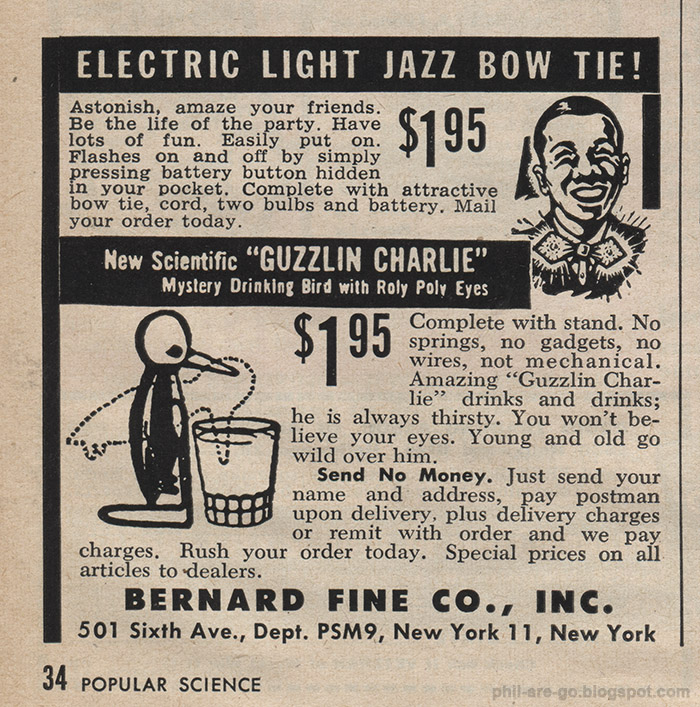 ELECTRIC LIGHT JAZZ BOW TIE!
Astonish, amaze your friends.
Be the life of the party. Have
lots of fun. Easily put on.
Flashes on and off by simply
pressing battery button hidden
in your pocket. Complete with attractive
bow tie, cord, two bulbs and battery. Mail
your order today.
$1 95
New Scientific "GUZZLIN CHARLIE"
Mystery Drinking Bird with Roly Poly Eyes
$1 95
Complete with stand. No
springs, no gadgets, no
wires, not mechanical.
Amazing "Guzzlin Char-
lie" drinks and drinks;
he is always thirsty. You won't be-
lieve your eyes. Young and old go
wild over him.
Send No Money. Just send your
name and address, pay postman
upon delivery, plus delivery charges
or remit with order and we pay
charges. Rush your order today. Special prices on all
articles to dealers.
BERNARD FINE CO., INC.
501 Sixth Ave., Dept. PSM9, New York 11, New York
34 POPULAR SCIENCE
phil-are-go.blogspot.com